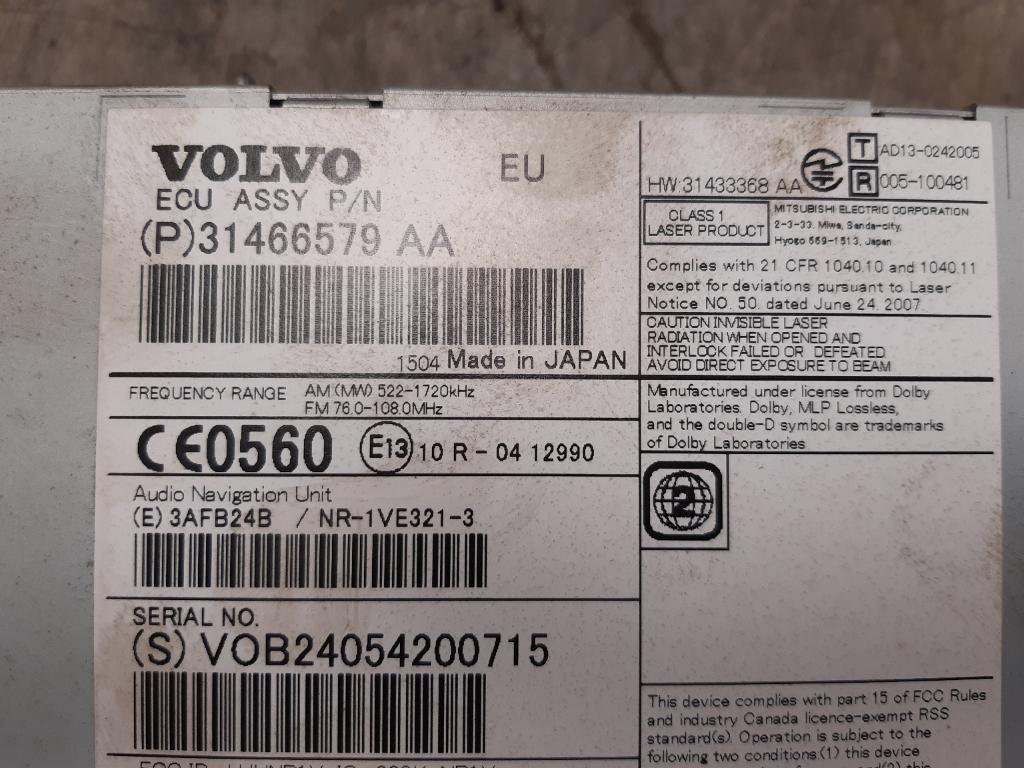 VOLVO EU
ECU ASSY P/N
(P)31466579 AA
1504 Made in JAPAN
FREQUENCY RANGE AM(MW) 522-1720kHz
FM 76.0-108.0MHz
CE0560 E13 10 R - 04 12990
Audio Navigation Unit
(E) 3AFB24B / NR-1VE321-3
SERIAL NO.
(S) VOB24054200715
HW:31433368 AA
T AD13-0242005
R 005-100481
CLASS 1
LASER PRODUCT
MITSUBISHI ELECTRIC CORPORATION
2-3-33, Miwa, Sanda-city,
Hyogo 669-1513, Japan
Complies with 21 CFR 1040.10 and 1040.11
except for deviations pursuant to Laser
Notice NO. 50, dated June 24, 2007.
CAUTION INVISIBLE LASER
RADIATION WHEN OPENED AND
INTERLOCK FAILED OR DEFEATED
AVOID DIRECT EXPOSURE TO BEAM
Manufactured under license from Dolby
Laboratories. Dolby, MLP Lossless,
and the double-D symbol are trademarks
of Dolby Laboratories
2
This device complies with part 15 of FCC Rules
and industry Canada licence-exempt RSS
standard(s). Operation is subject to the
following two conditions:(1) this device